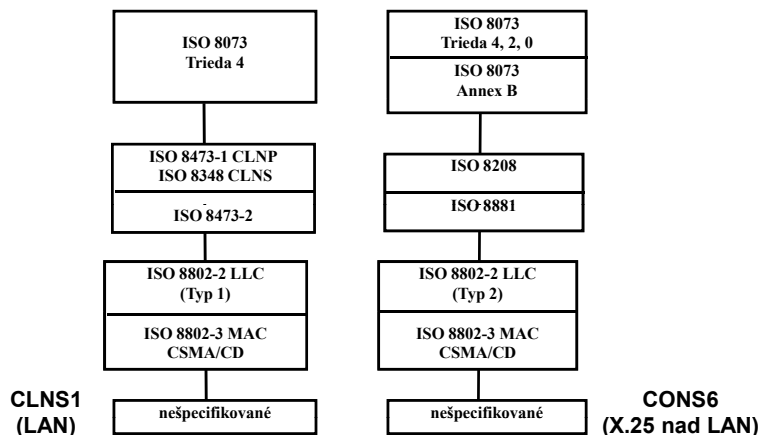 ISO 8073
Trieda 4
ISO 8473-1 CLNP
ISO 8348 CLNS
ISO 8473-2
ISO 8802-2 LLC
(Typ 1)
ISO 8802-3 MAC
CSMA/CD
nešpecifikované
CLNS1
(LAN)
ISO 8073
Trieda 4, 2, 0
ISO 8073
Annex B
ISO 8208
ISO 8881
ISO 8802-2 LLC
(Typ 2)
ISO 8802-3 MAC
CSMA/CD
nešpecifikované
CONS6
(X.25 nad LAN)